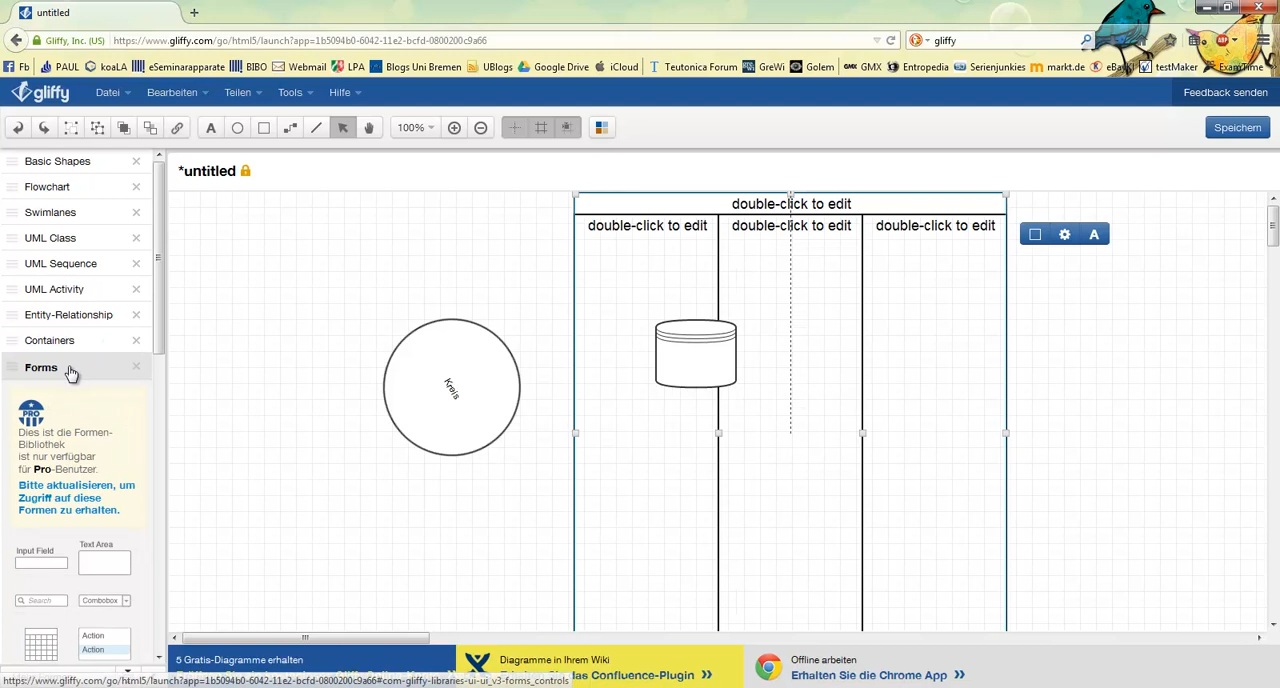 untitled
Gliffy, Inc. (US)
https://www.gliffy.com/go/html5/launch?app=1b5094b0-6042-11e2-bcfd-0800200c9a66
gliffy
Fb PAUL koaLA eSeminarapparate BIBO Webmail LPA Blogs Uni UBlogs Google Drive iCloud Teutonica Forum GreWi Golem GMX Entropedia Serienjunkies markt.de testMaker ExamTime
gliffy Datei Bearbeiten Teilen Tools Hilfe Feedback senden
A 100% Speichern
Basic Shapes
*untitled
Flowchart
Swimlanes
UML Class
UML Sequence
UML Activity
Entity-Relationship
Containers
Forms
double-click to edit
double-click to edit double-click to edit double-click to edit
A
Kreis
PRO
Dies ist die Formen-
Bibliothek
ist nur verfügbar
für Pro-Benutzer.
Bitte aktualisieren, um
Zugriff auf diese
Formen zu erhalten.
Input Field Text Area
Search Combobox
Action
Action
5 Gratis-Diagramme erhalten
Diagramme in Ihrem Wiki
das Confluence-Plugin
Offline arbeiten
Erhalten Sie die Chrome App
https://www.gliffy.com/go/html5/launch?app=1b5094b0-6042-11e2-bcfd-0800200c9a66#com-gliffy-libraries-ui-ui_v3-forms_controls